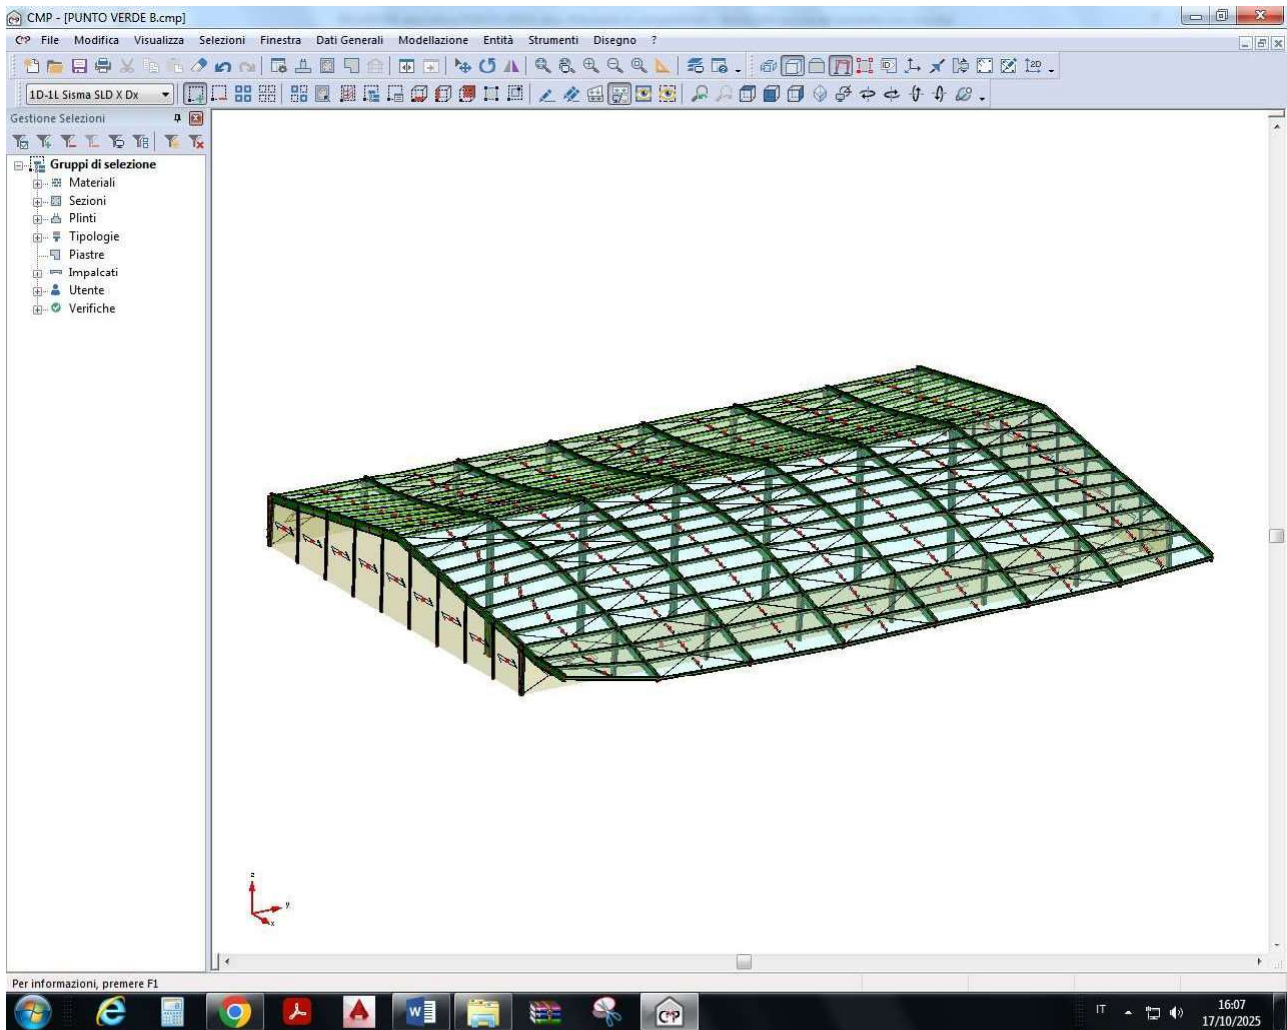 CMP - [PUNTO VERDE B.cmp]
File Modifica Visualizza Selezioni Finestra Dati Generali Modellazione Entità Strumenti Disegno ?
1D-1L Sisma SLD X Dx
Gestione Selezioni
Gruppi di selezione
Materiali
Sezioni
Plinti
Tipologie
Piastre
Impalcati
Utente
Verifiche
z
y
x
Per informazioni, premere F1
IT
16:07
17/10/2025